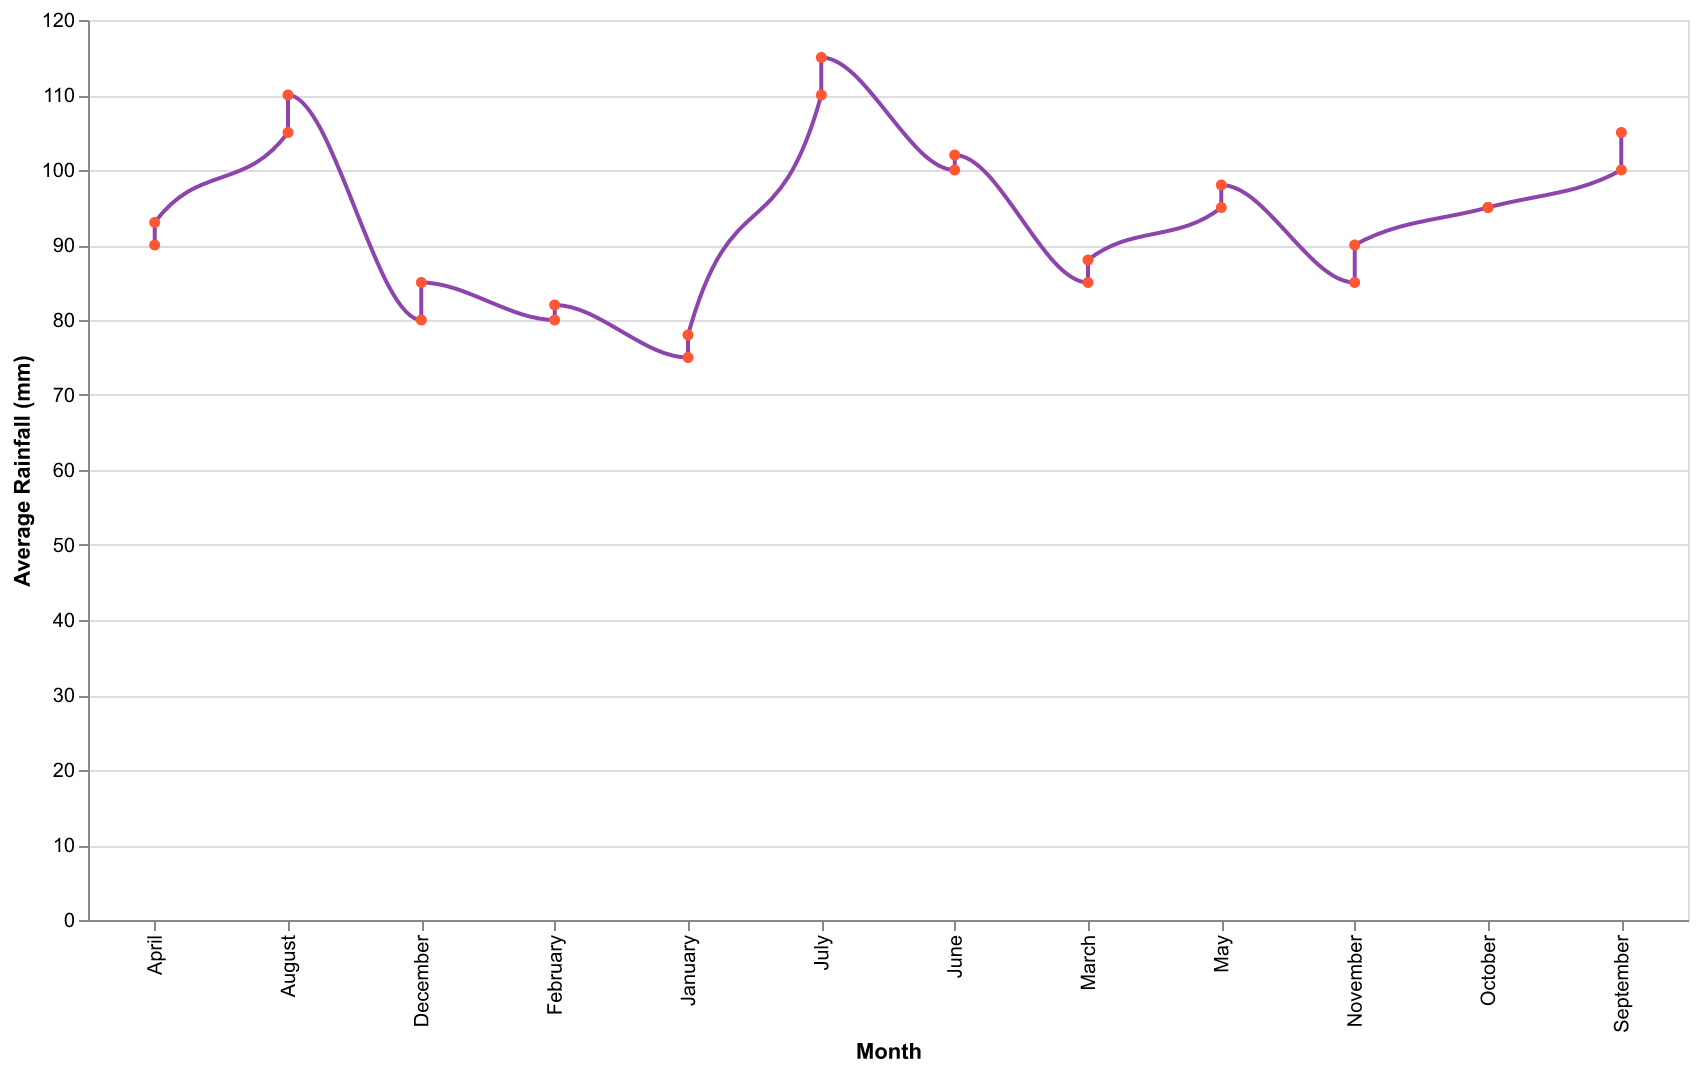 120
110
100
90
80
70
60
50
40
30
20
10
0
Average Rainfall (mm)
April
August
December
February
January
July
June
March
May
November
October
September
Month